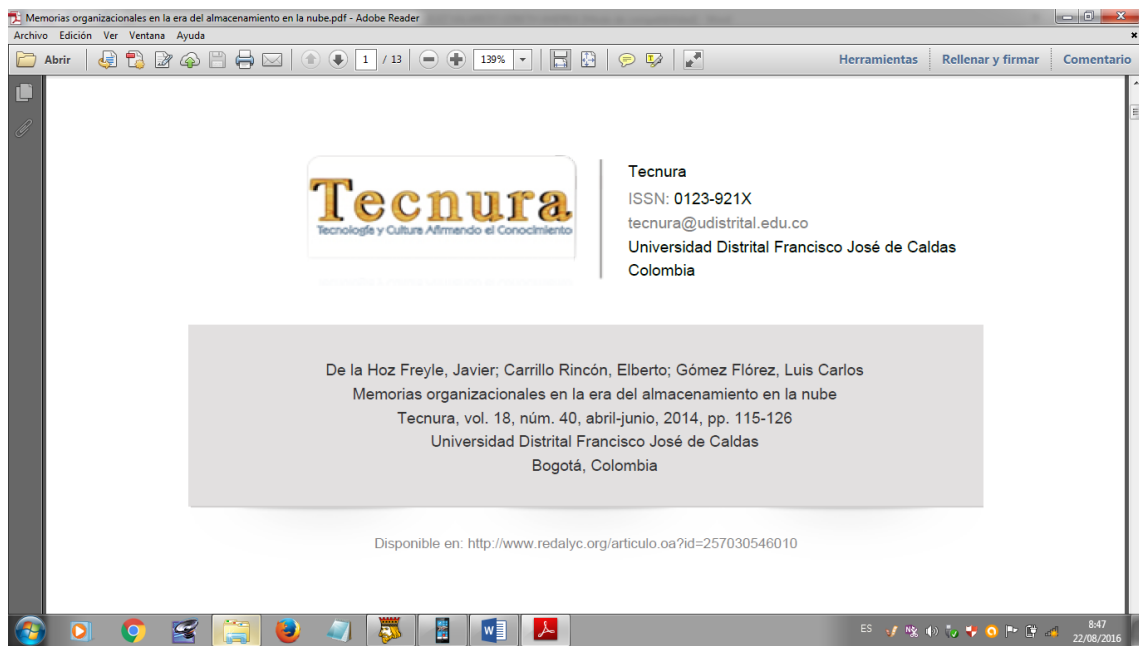 Memorias organizacionales en la era del almacenamiento en la nube.pdf - Adobe Reader
Archivo Edición Ver Ventana Ayuda
Abrir 1 / 13 139% Herramientas Rellenar y firmar Comentario
Tecnura
Tecnología y Cultura Afirmando el Conocimiento
Tecnura
ISSN: 0123-921X
tecnura@udistrital.edu.co
Universidad Distrital Francisco José de Caldas
Colombia
De la Hoz Freyle, Javier; Carrillo Rincón, Elberto; Gómez Flórez, Luis Carlos
Memorias organizacionales en la era del almacenamiento en la nube
Tecnura, vol. 18, núm. 40, abril-junio, 2014, pp. 115-126
Universidad Distrital Francisco José de Caldas
Bogotá, Colombia
Disponible en: http://www.redalyc.org/articulo.oa?id=257030546010
ES 8:47
22/08/2016